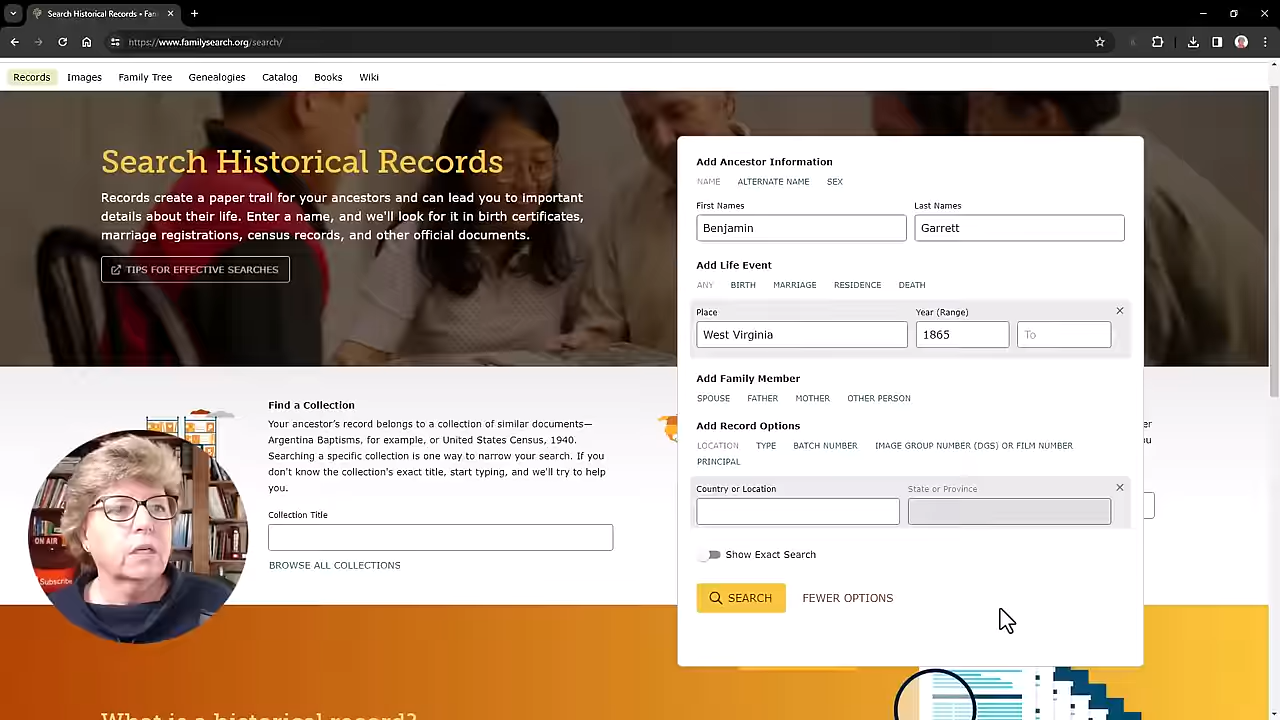 Search Historical Records • Fan
https://www.familysearch.org/search/
Records Images Family Tree Genealogies Catalog Books Wiki
Search Historical Records
Records create a paper trail for your ancestors and can lead you to important
details about their life. Enter a name, and we'll look for it in birth certificates,
marriage registrations, census records, and other official documents.
TIPS FOR EFFECTIVE SEARCHES
Add Ancestor Information
NAME ALTERNATE NAME SEX
First Names Last Names
Benjamin Garrett
Add Life Event
ANY BIRTH MARRIAGE RESIDENCE DEATH
Place Year (Range)
West Virginia 1865 To
Add Family Member
SPOUSE FATHER MOTHER OTHER PERSON
Add Record Options
LOCATION TYPE BATCH NUMBER IMAGE GROUP NUMBER (DGS) OR FILM NUMBER
PRINCIPAL
Country or Location State or Province
Show Exact Search
SEARCH FEWER OPTIONS
Find a Collection
Your ancestor's record belongs to a collection of similar documents—
Argentina Baptisms, for example, or United States Census, 1940.
Searching a specific collection is one way to narrow your search. If you
don't know the collection's exact title, start typing, and we'll try to help
you.
Collection Title
BROWSE ALL COLLECTIONS
ON AIR
Subscribe
What is a historical record?